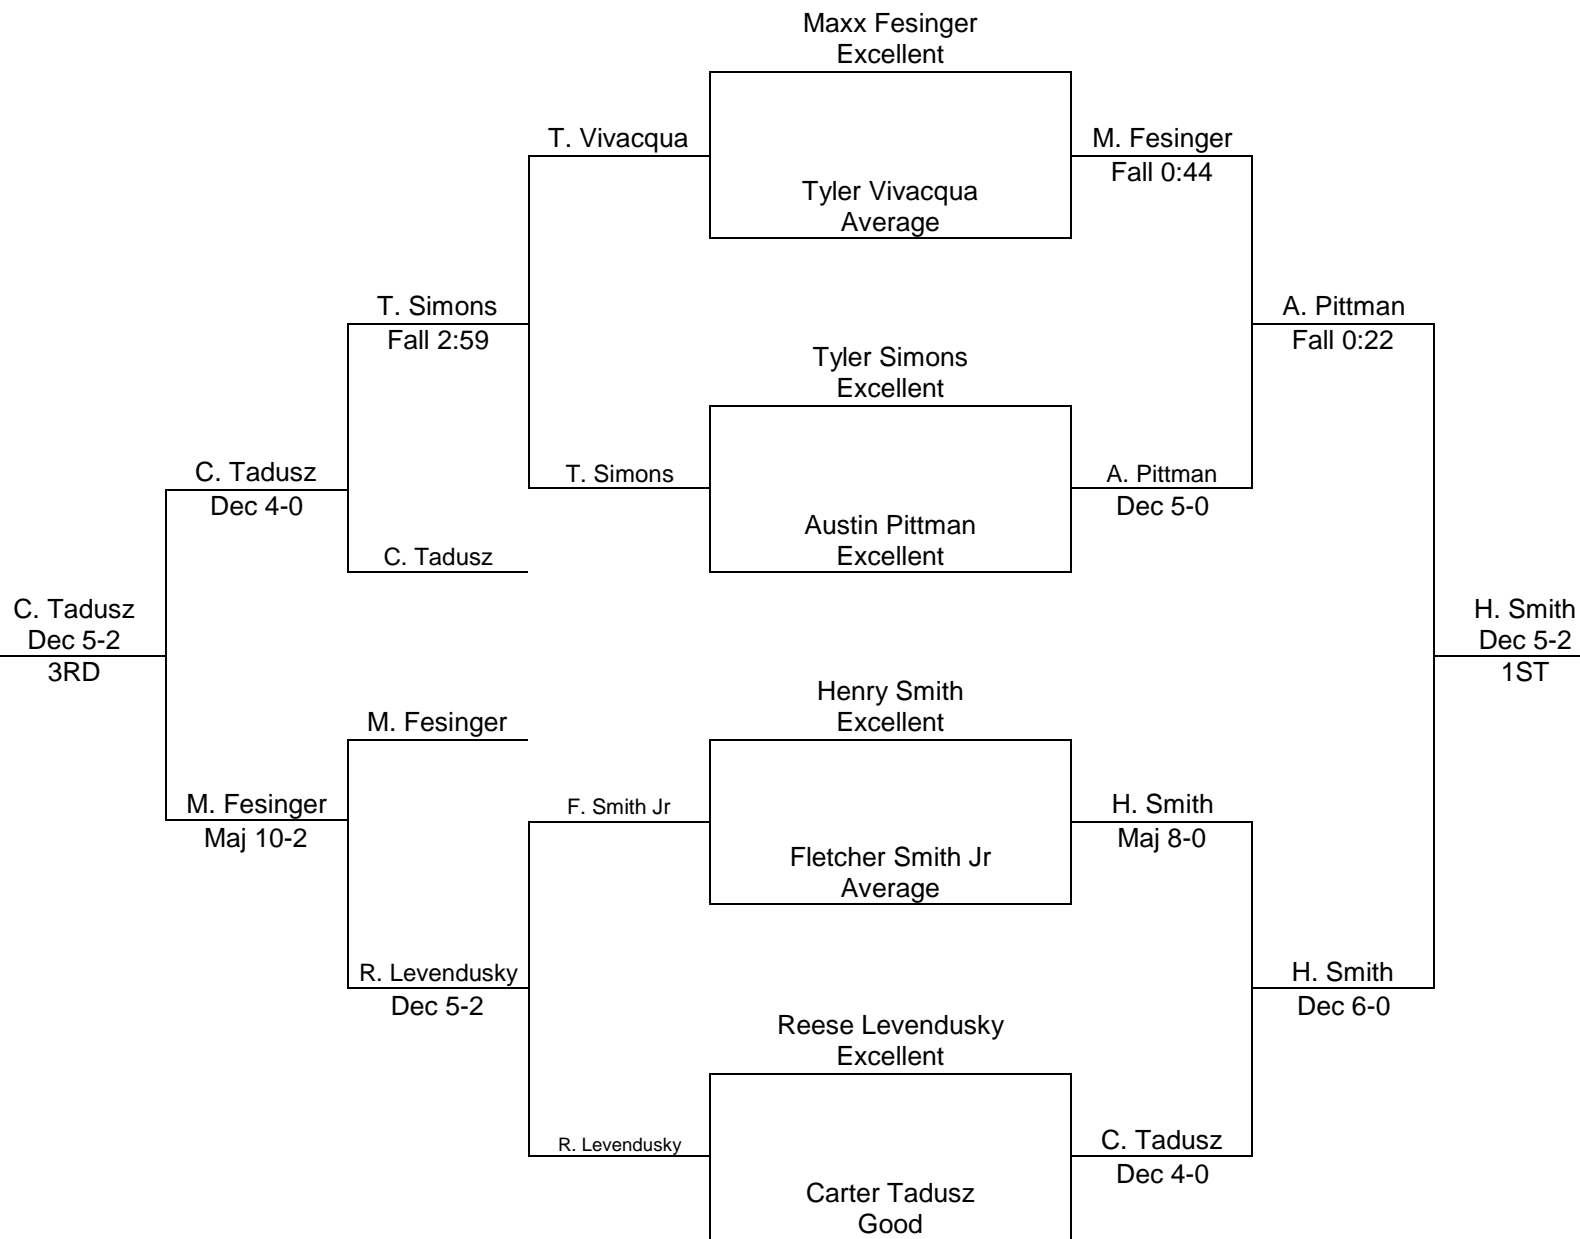 Maxx Fesinger
Excellent
T. Vivacqua
M. Fesinger
Fall 0:44
Tyler Vivacqua
Average
T. Simons
Fall 2:59
A. Pittman
Fall 0:22
Tyler Simons
Excellent
C. Tadusz
Dec 4-0
T. Simons
A. Pittman
Dec 5-0
Austin Pittman
Excellent
C. Tadusz
C. Tadusz
Dec 5-2
3RD
H. Smith
Dec 5-2
1ST
Henry Smith
Excellent
M. Fesinger
M. Fesinger
Maj 10-2
F. Smith Jr
H. Smith
Maj 8-0
Fletcher Smith Jr
Average
R. Levendusky
Dec 5-2
H. Smith
Dec 6-0
Reese Levendusky
Excellent
R. Levendusky
C. Tadusz
Dec 4-0
Carter Tadusz
Good